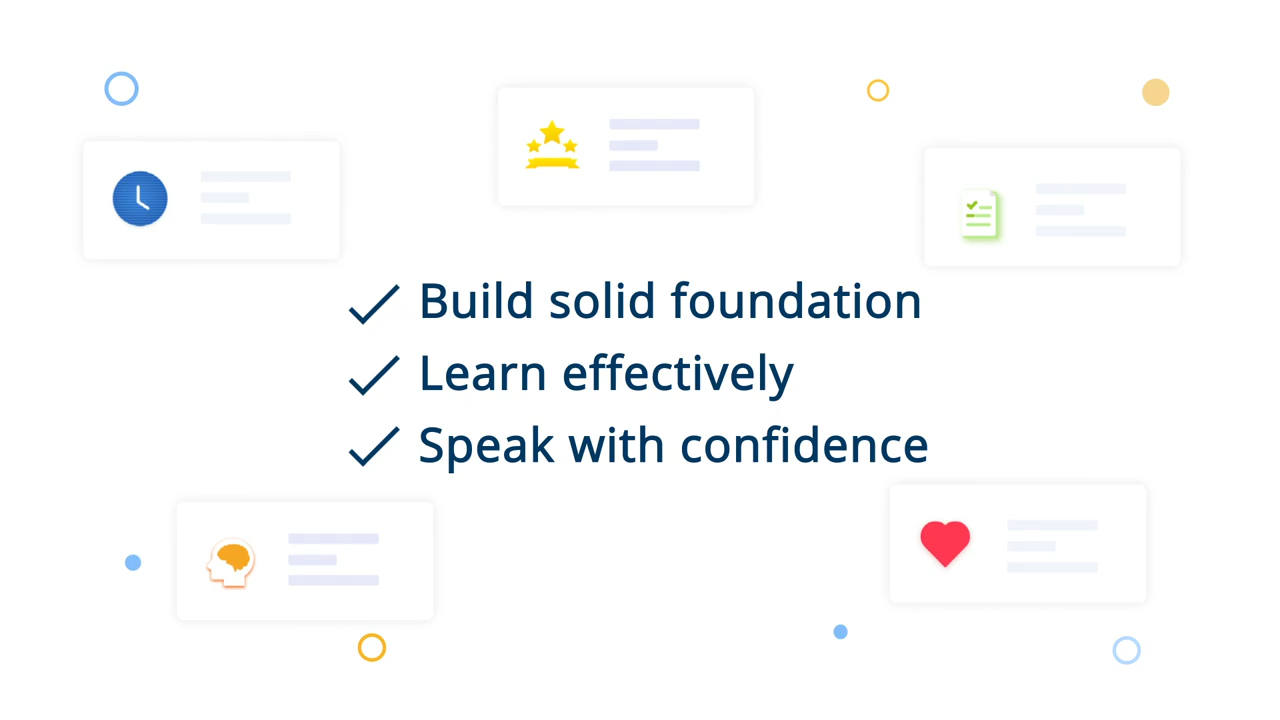 Build solid foundation
Learn effectively
Speak with confidence